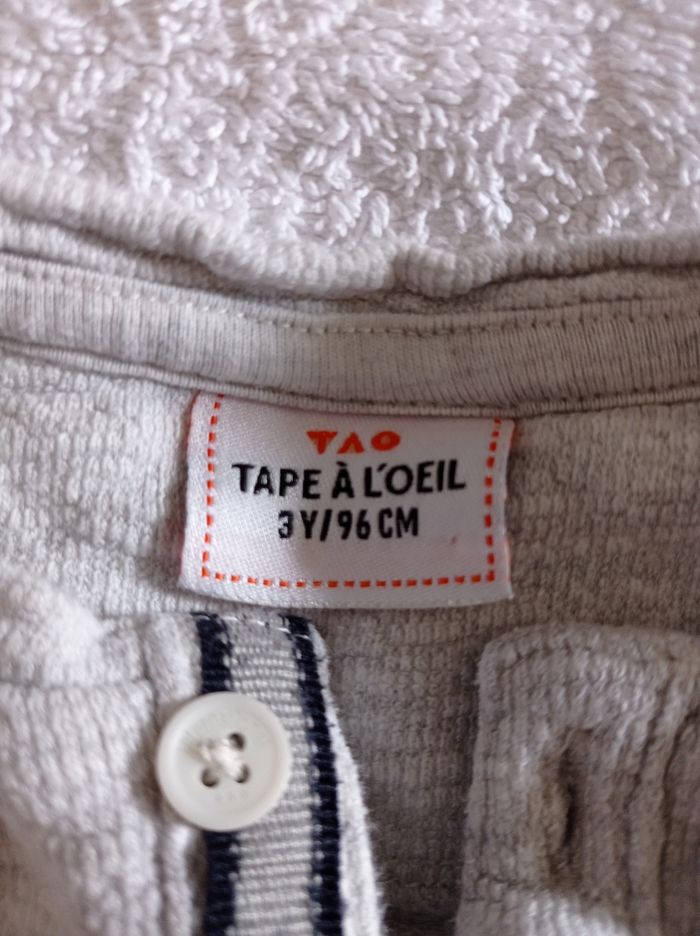 TAO
TAPE À L'OEIL
3Y/96CM